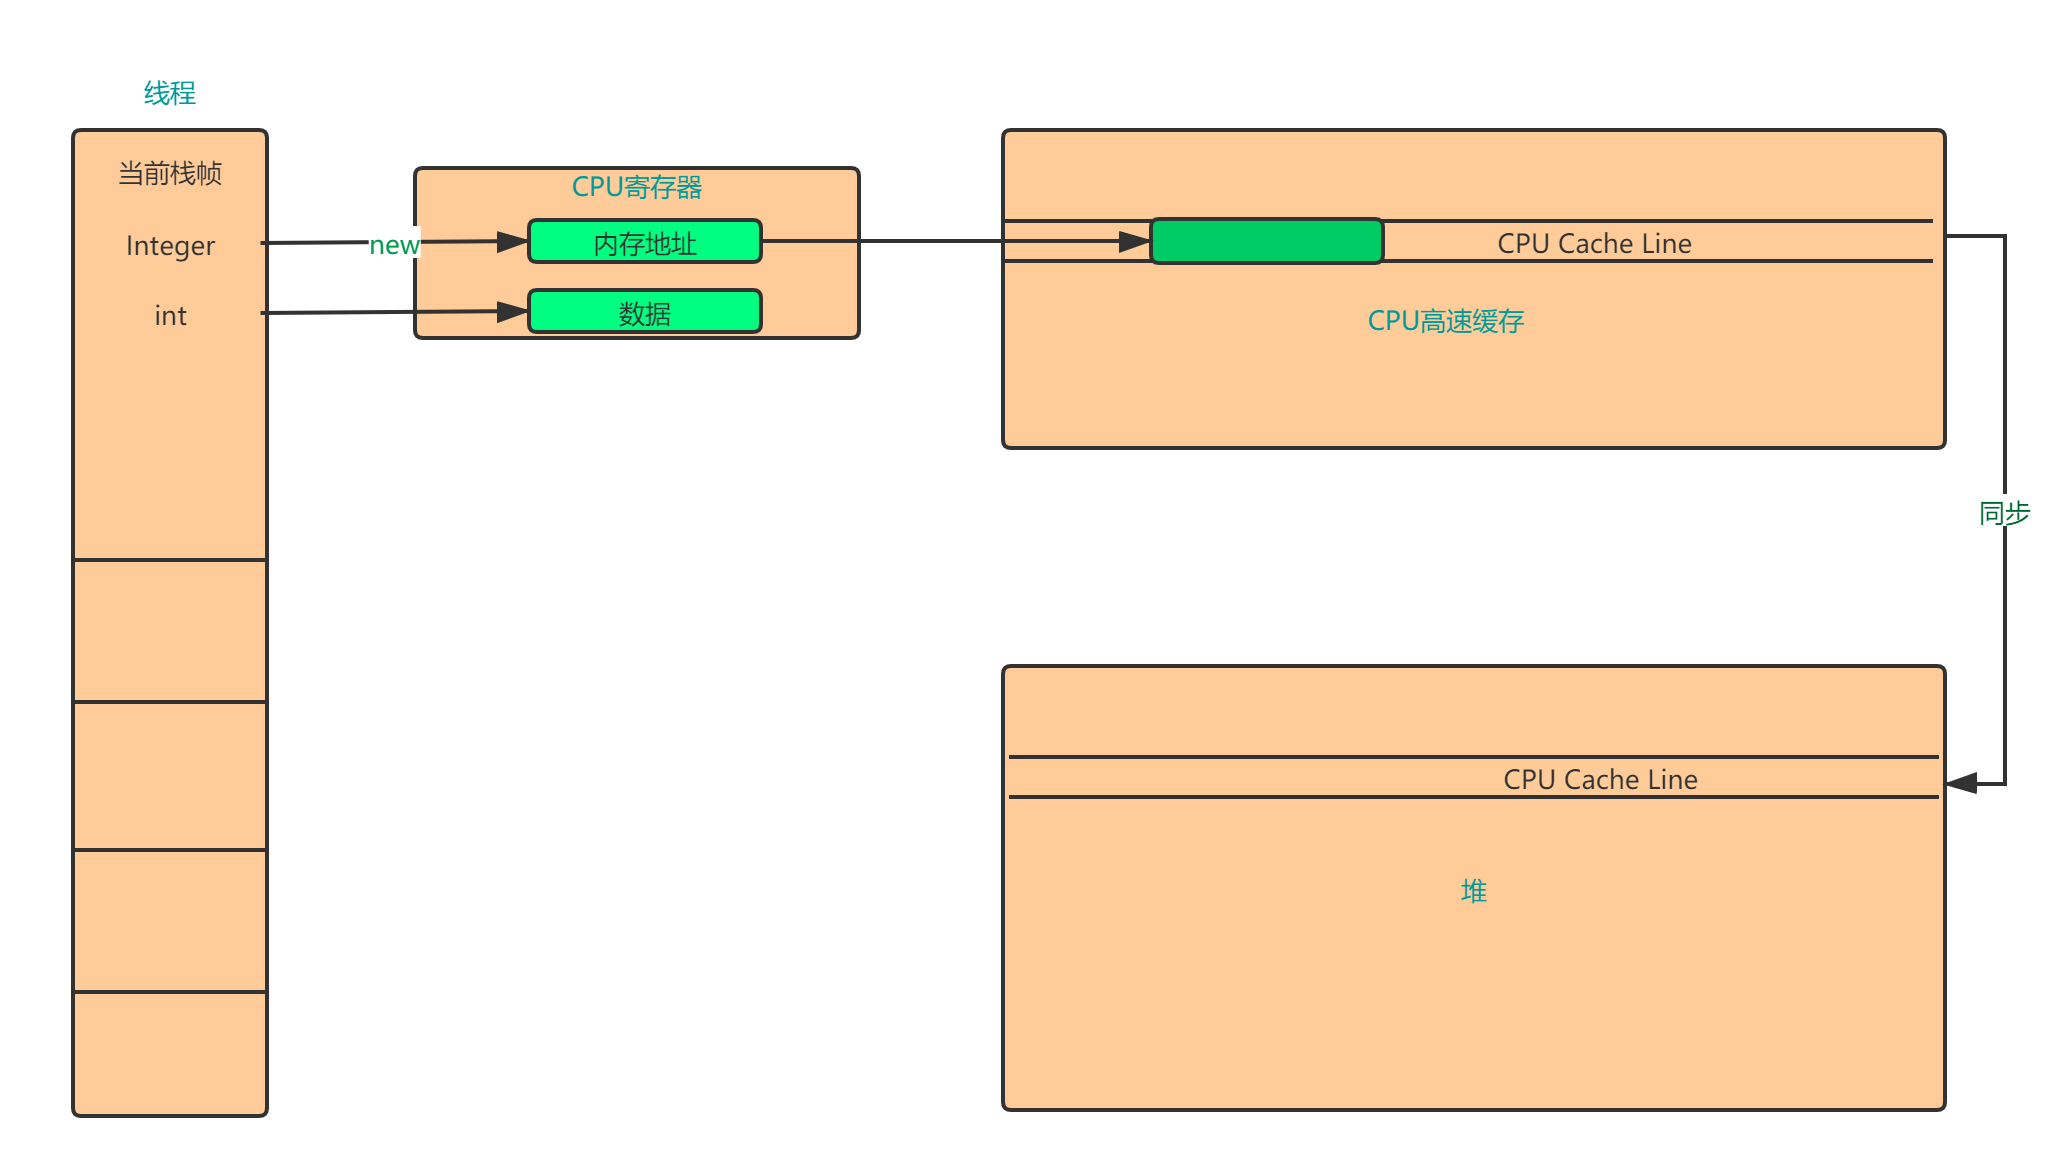 线程
当前栈帧
Integer
int
new
CPU寄存器
内存地址
数据
CPU Cache Line
CPU高速缓存
同步
CPU Cache Line
堆